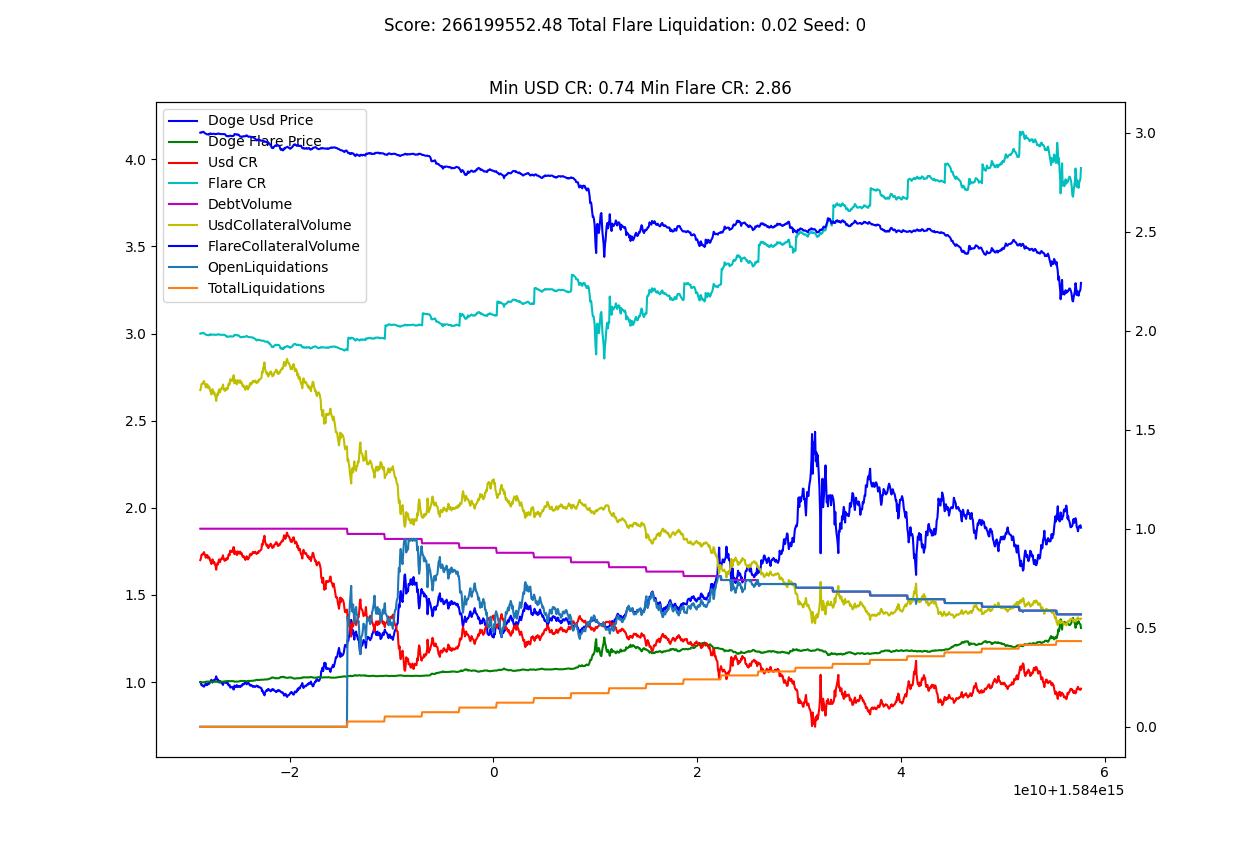 Score: 266199552.48 Total Flare Liquidation: 0.02 Seed: 0
Min USD CR: 0.74 Min Flare CR: 2.86
Doge Usd Price
Doge Flare Price
Usd CR
Flare CR
DebtVolume
UsdCollateralVolume
FlareCollateralVolume
OpenLiquidations
TotalLiquidations
4.0
3.5
3.0
2.5
2.0
1.5
1.0
3.0
2.5
2.0
1.5
1.0
0.5
0.0
−2
0
2
4
6
1e10+1.584e15